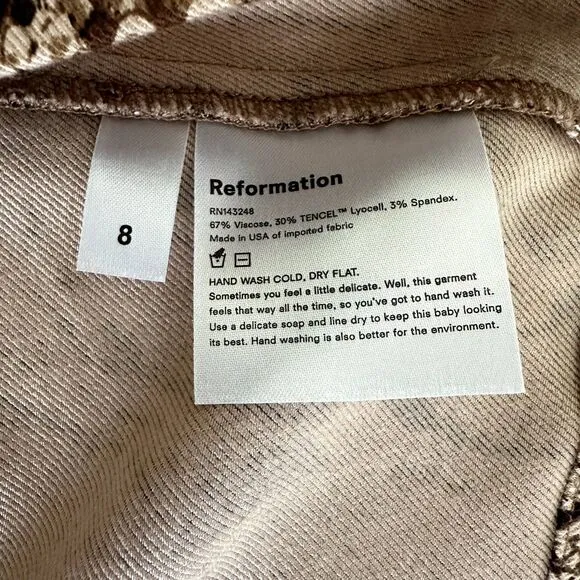 8
Reformation
RN143248
67% Viscose, 30% TENCEL™ Lyocell, 3% Spandex.
Made in USA of imported fabric
HAND WASH COLD, DRY FLAT.
Sometimes you feel a little delicate. Well, this garment
feels that way all the time, so you've got to hand wash it.
Use a delicate soap and line dry to keep this baby looking
its best. Hand washing is also better for the environment.